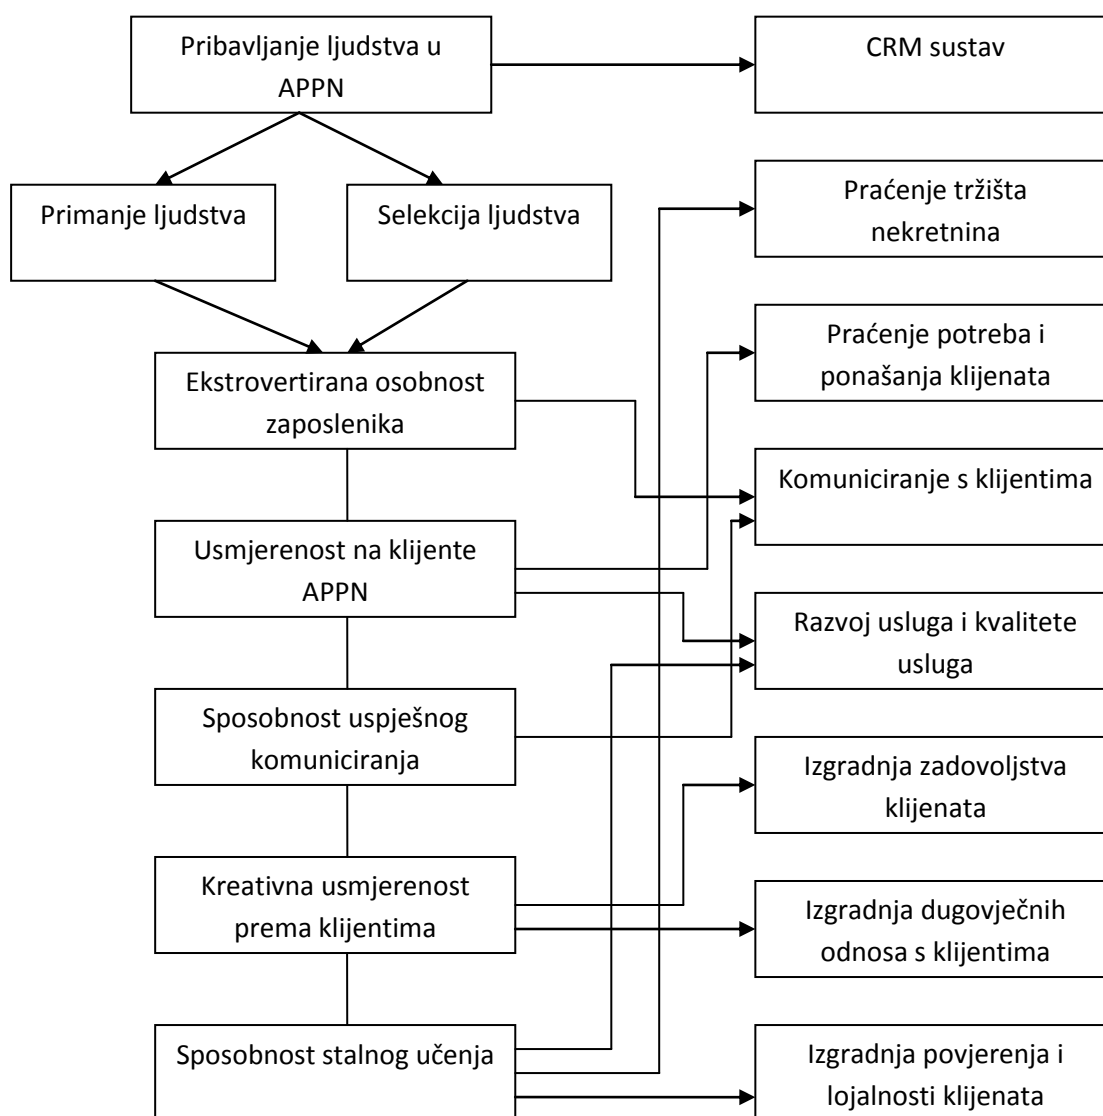 Pribavljanje ljudstva u
APPN
CRM sustav
Primanje ljudstva
Selekcija ljudstva
Praćenje tržišta
nekretnina
Ekstrovertirana osobnost
zaposlenika
Praćenje potreba i
ponašanja klijenata
Komuniciranje s klijentima
Usmjerenost na klijente
APPN
Razvoj usluga i kvalitete
usluga
Sposobnost uspješnog
komuniciranja
Izgradnja zadovoljstva
klijenata
Kreativna usmjerenost
prema klijentima
Izgradnja dugovječnih
odnosa s klijentima
Sposobnost stalnog učenja
Izgradnja povjerenja i
lojalnosti klijenata